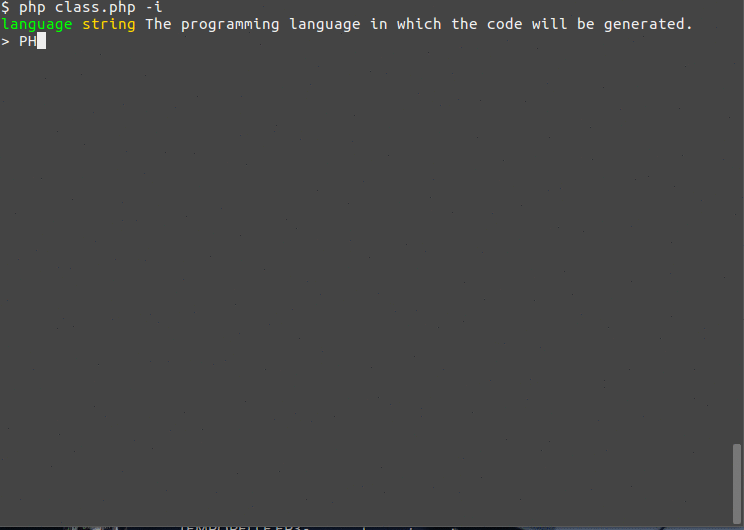 $ php class.php -i
language string The programming language in which the code will be generated.
> PH